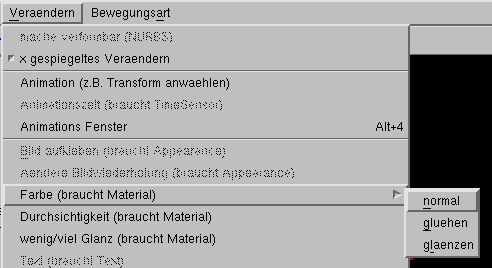 Veraendern Bewegungsart
mache verformbar (NURBS)
x gespiegeltes Veraendern
Animation (z.B. Transform anwaehlen)
Animationszeit (braucht TimeSensor)
Animations Fenster Alt+4
Bild aufkleben (braucht Appearance)
Aendere Bildwiederholung (braucht Appearance)
Farbe (braucht Material)
normal
Durchsichtigkeit (braucht Material)
gluehen
wenig/viel Glanz (braucht Material)
glaenzen
Text (braucht Text)